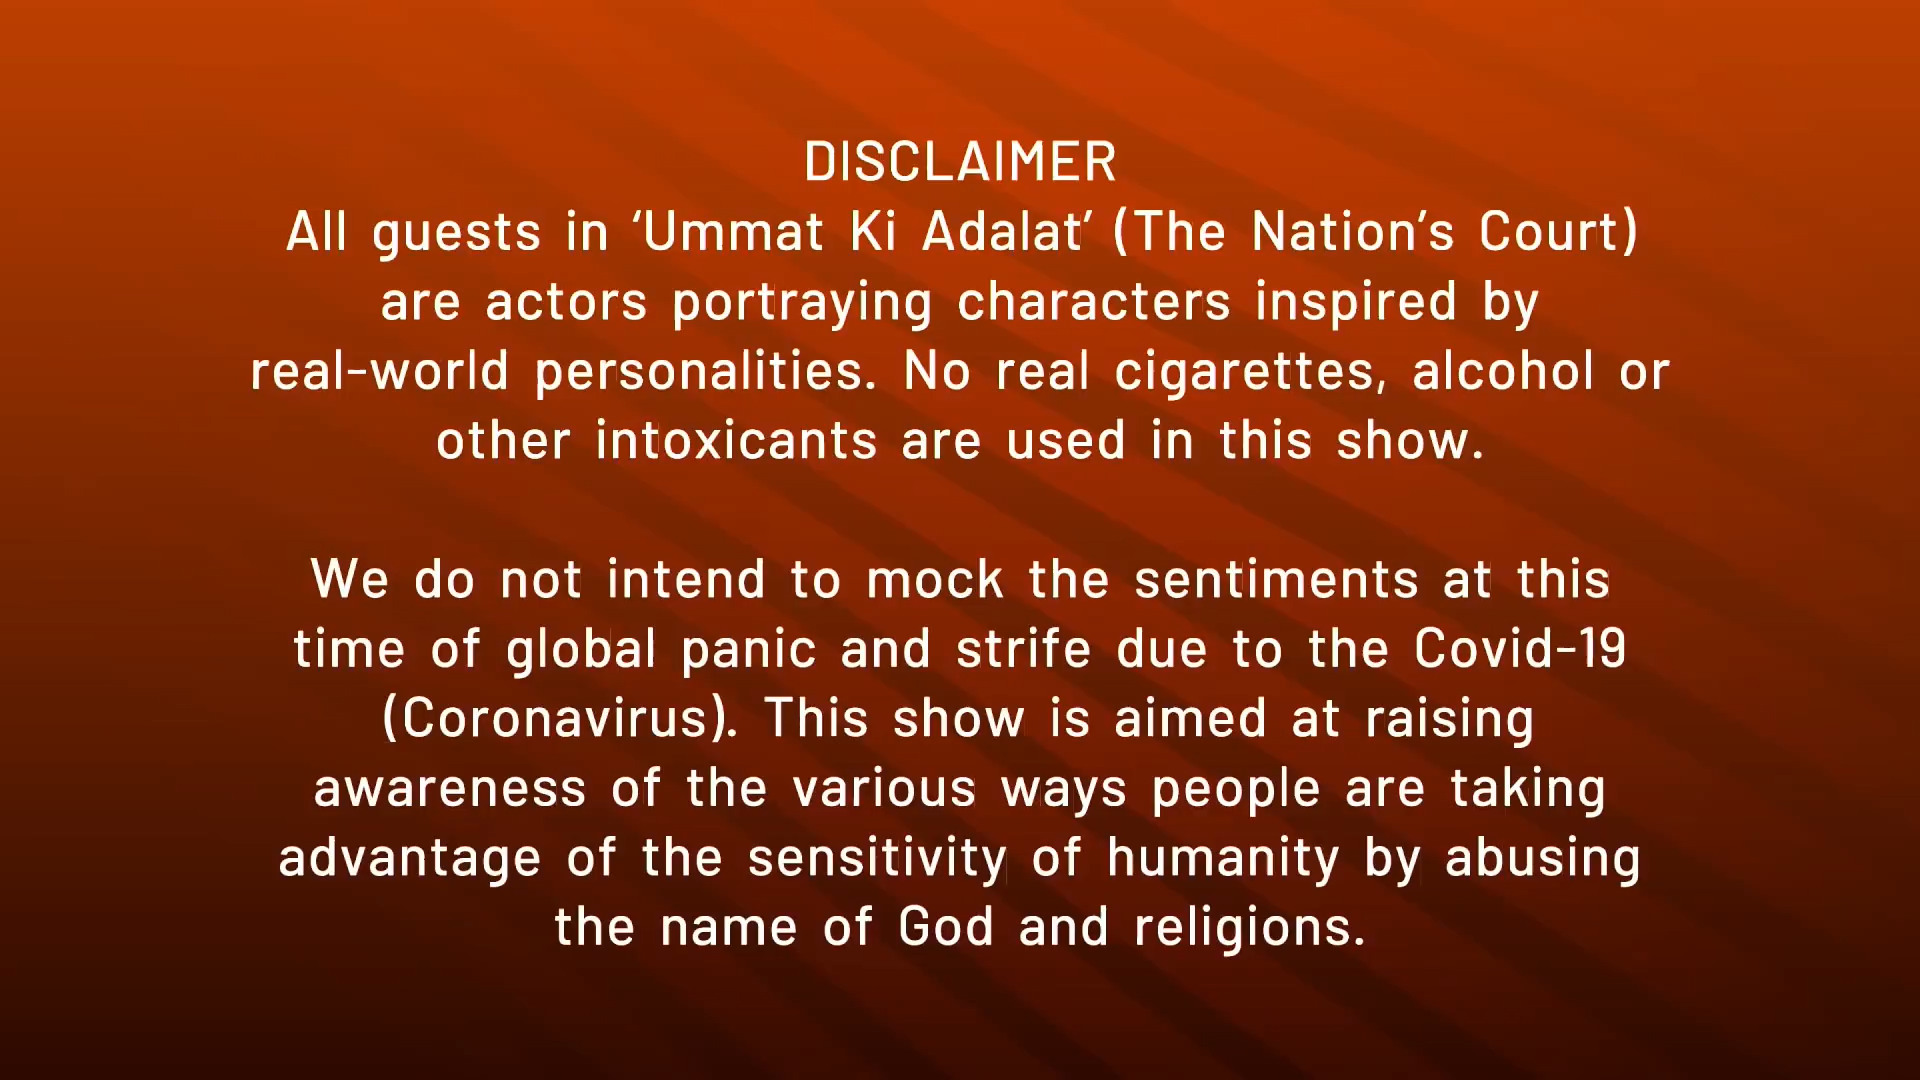 DISCLAIMER
All guests in ‘Ummat Ki Adalat’ (The Nation’s Court)
are actors portraying characters inspired by
real-world personalities. No real cigarettes, alcohol or
other intoxicants are used in this show.
We do not intend to mock the sentiments at this
time of global panic and strife due to the Covid-19
(Coronavirus). This show is aimed at raising
awareness of the various ways people are taking
advantage of the sensitivity of humanity by abusing
the name of God and religions.